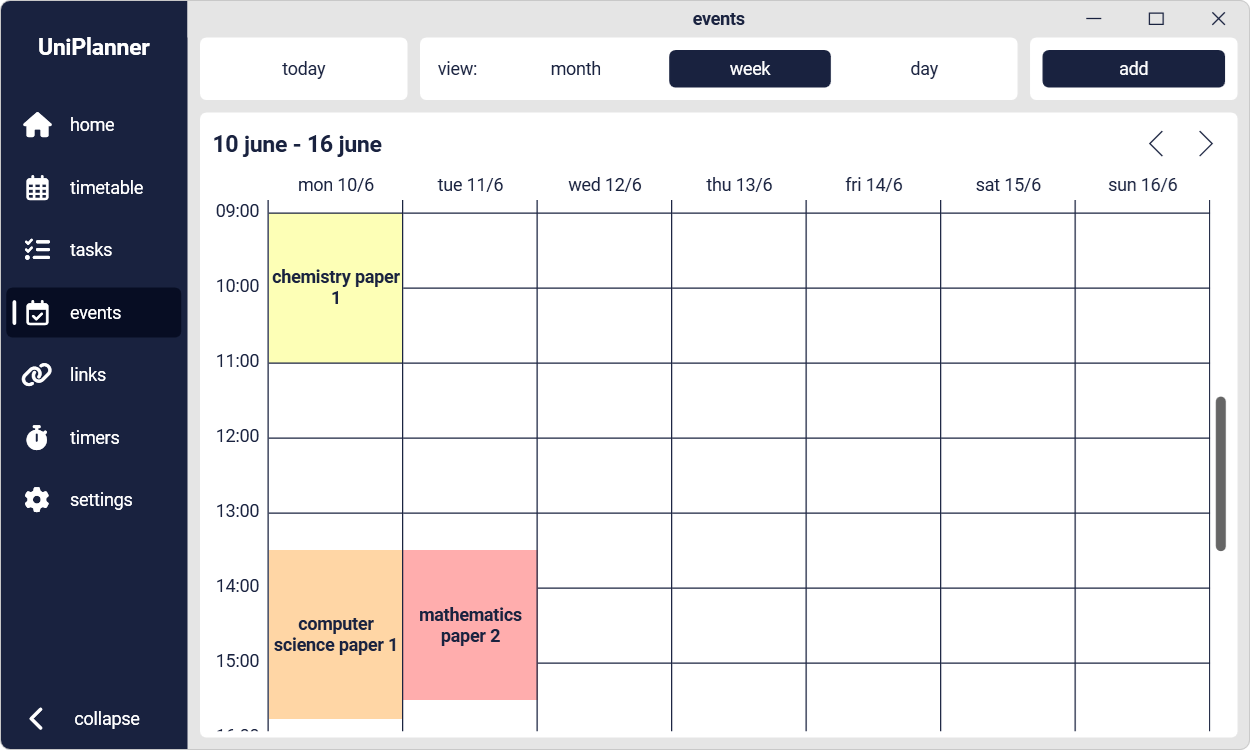 events
UniPlanner
today
view:
month
week
day
add
home
timetable
tasks
events
links
timers
settings
collapse
10 june - 16 june
mon 10/6
tue 11/6
wed 12/6
thu 13/6
fri 14/6
sat 15/6
sun 16/6
09:00
chemistry paper
1
10:00
11:00
12:00
13:00
14:00
computer
science paper 1
mathematics
paper 2
15:00